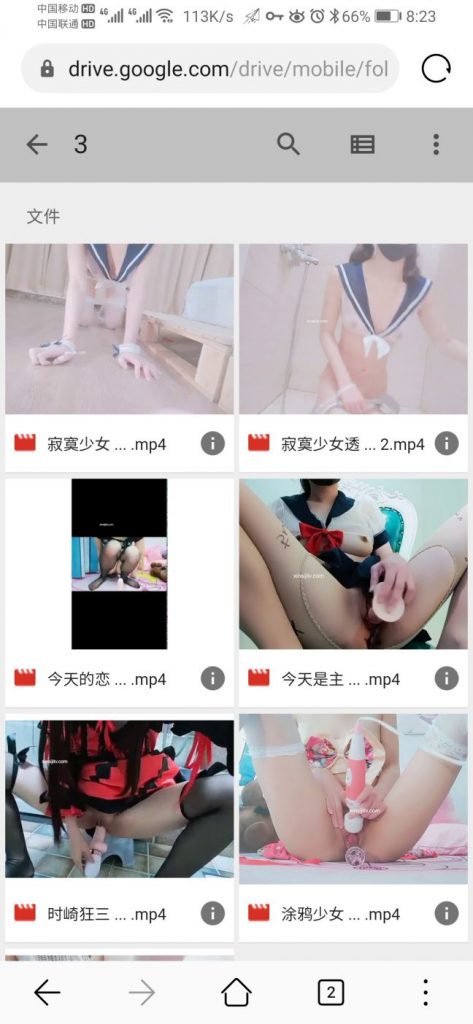 中国移动 HD 4G 4G 113K/s 66% 8:23
中国联通 HD
drive.google.com/drive/mobile/fol
3
文件
寂寞少女 ... .mp4
寂寞少女透 ... 2.mp4
今天的恋 ... .mp4
今天是主 ... .mp4
时崎狂三 ... .mp4
涂鸦少女 ... .mp4
2